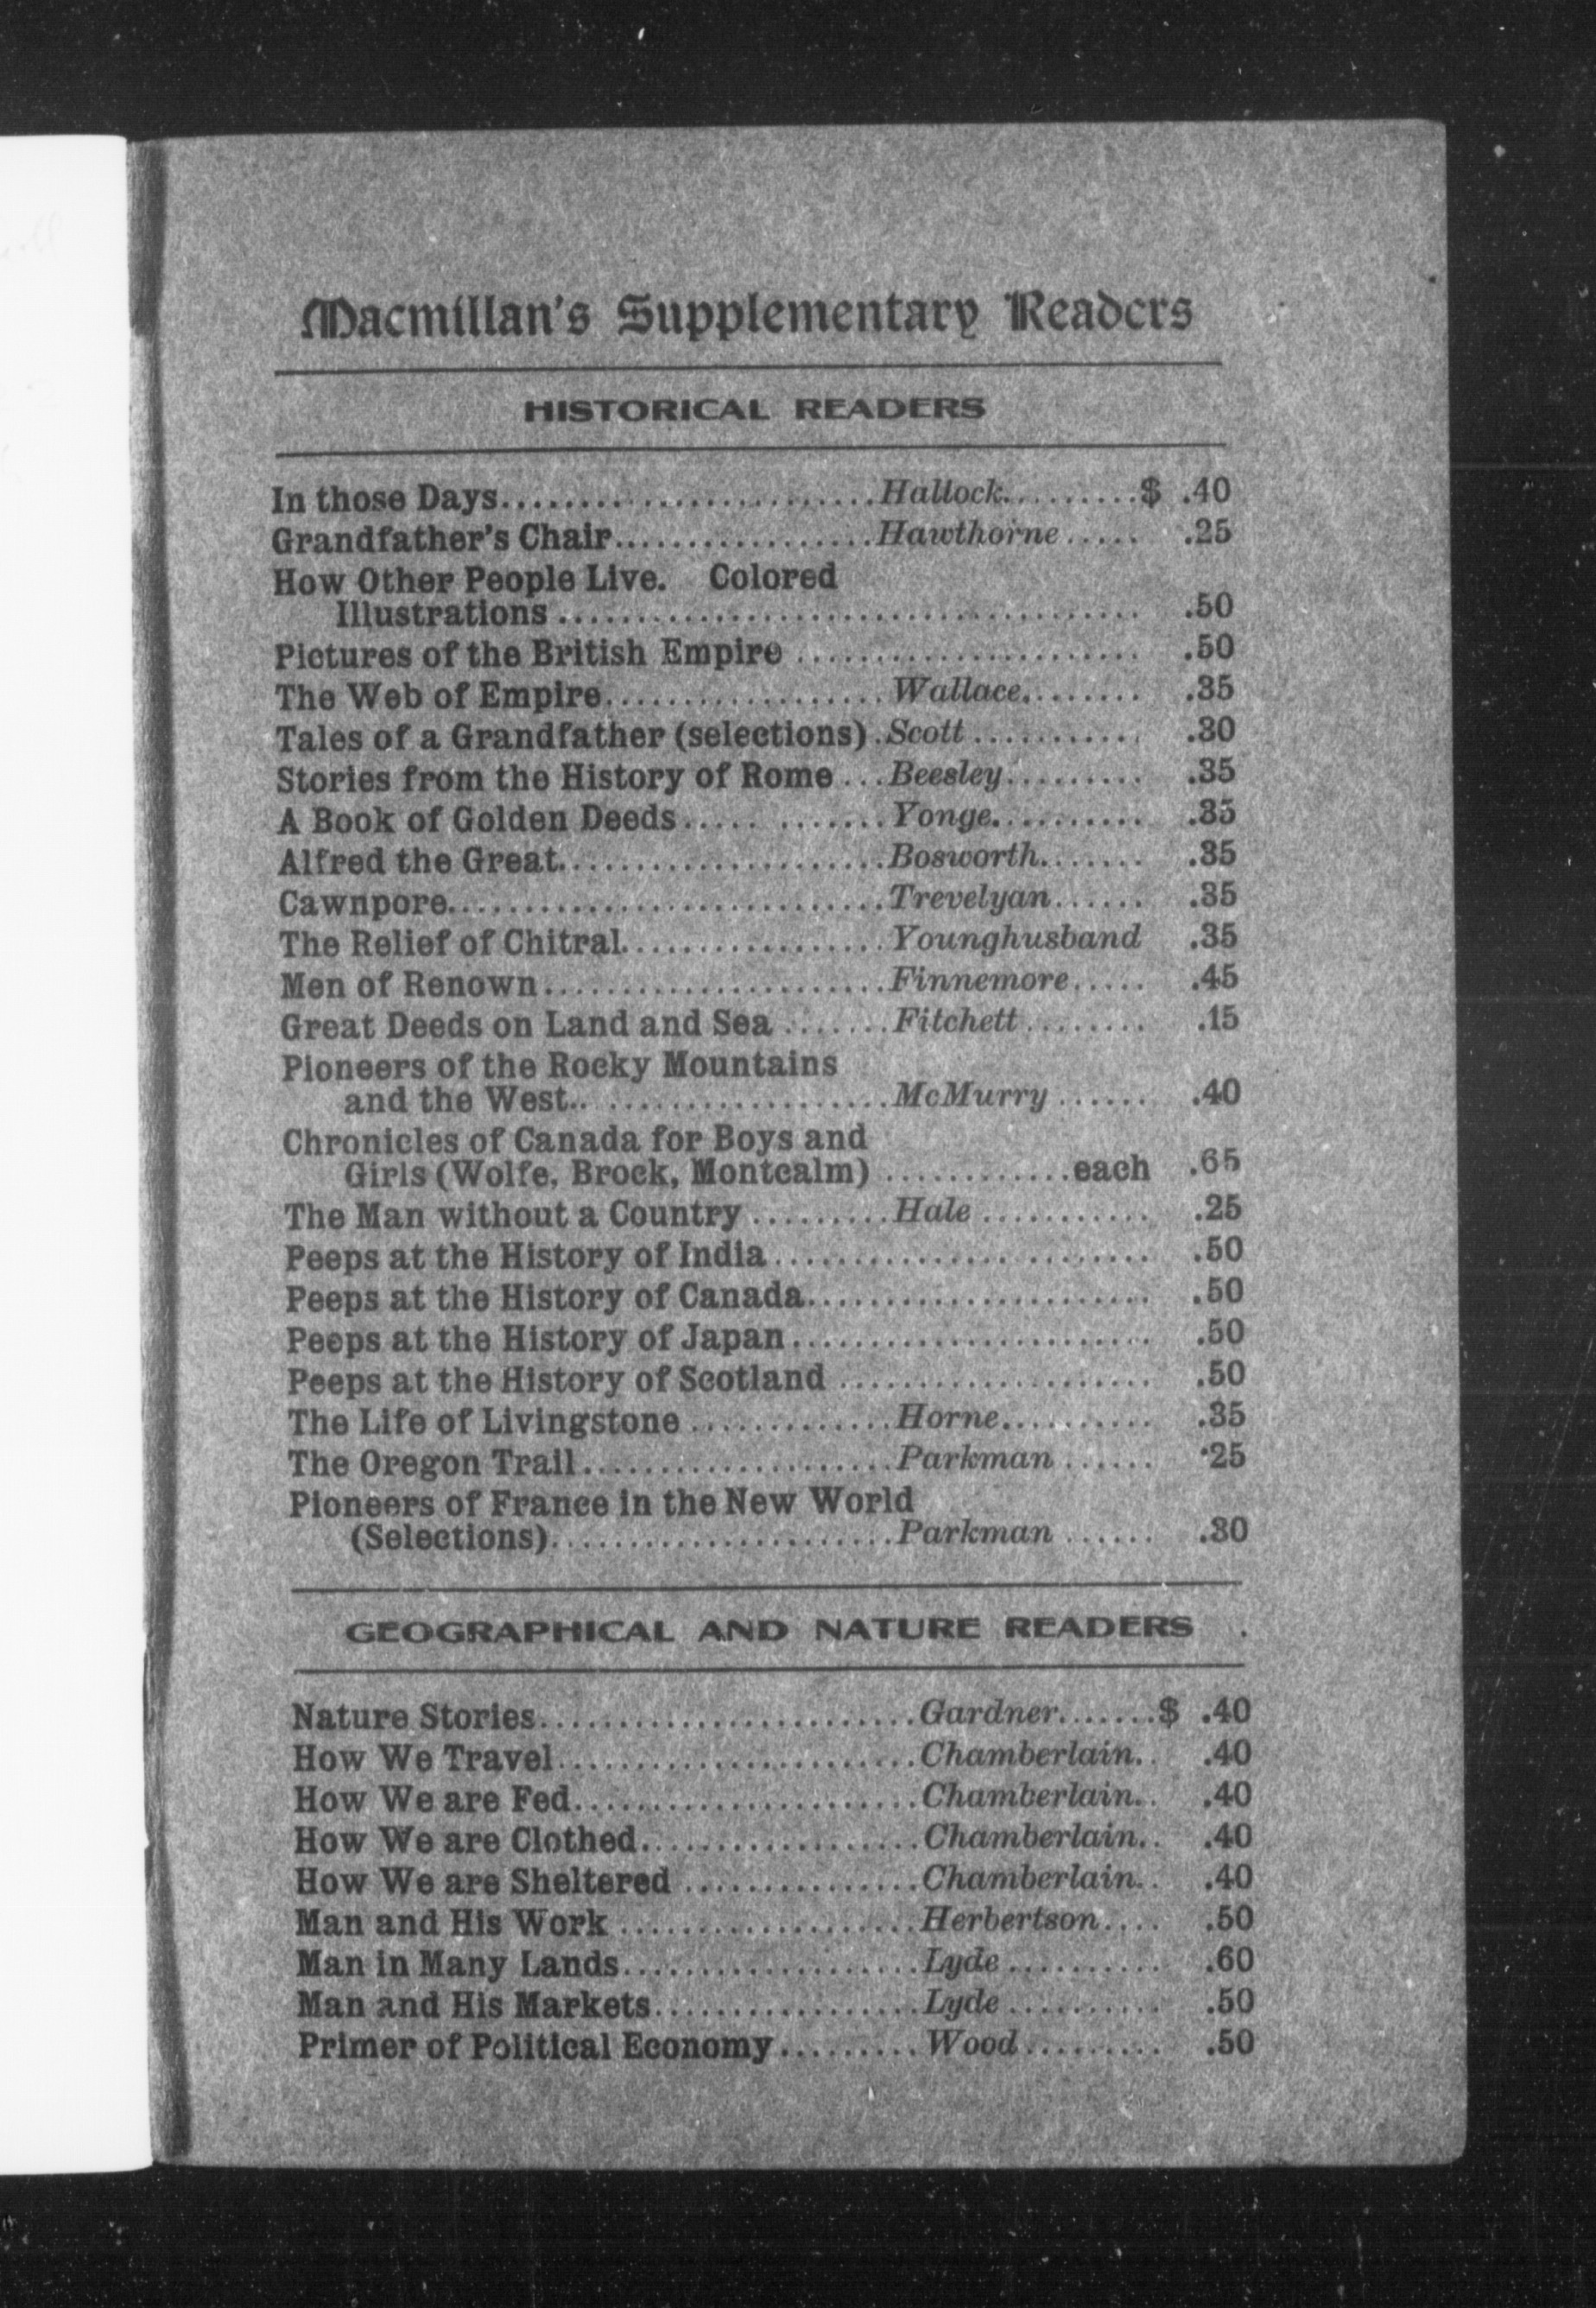 Macmillan's Supplementary Readers
HISTORICAL READERS
In those Days........................Hallock.........$ .40
Grandfather's Chair.................Hawthorne..... .25
How Other People Live. Colored
Illustrations ..................................... .50
Pictures of the British Empire ...................... .50
The Web of Empire.................. Wallace........ .35
Tales of a Grandfather (selections) .Scott ........... .30
Stories from the History of Rome ... Beesley......... .35
A Book of Golden Deeds..... ....... Yonge.......... .35
Alfred the Great.....................Bosworth....... .35
Cawnpore............................Trevelyan...... .35
The Relief of Chitral.................Younghusband .35
Men of Renown......................Finnemore..... .45
Great Deeds on Land and Sea .......Fitchett........ .15
Pioneers of the Rocky Mountains
and the West.. ..................McMurry ...... .40
Chronicles of Canada for Boys and
Girls (Wolfe, Brock, Montcalm) ............each .65
The Man without a Country .........Hale ........... .25
Peeps at the History of India........................ .50
Peeps at the History of Canada...................... .50
Peeps at the History of Japan....................... .50
Peeps at the History of Scotland .................... .50
The Life of Livingstone .............Horne.......... .35
The Oregon Trail....................Parkman ...... ·25
Pioneers of France in the New World
(Selections)......................Parkman ...... .30
GEOGRAPHICAL AND NATURE READERS
Nature Stories........................Gardner.......$ .40
How We Travel.......................Chamberlain.. .40
How We are Fed......................Chamberlain.. .40
How We are Clothed..................Chamberlain.. .40
How We are Sheltered ...............Chamberlain.. .40
Man and His Work ...................Herbertson.... .50
Man in Many Lands...................Lyde .......... .60
Man and His Markets.................Lyde .......... .50
Primer of Political Economy......... Wood......... .50